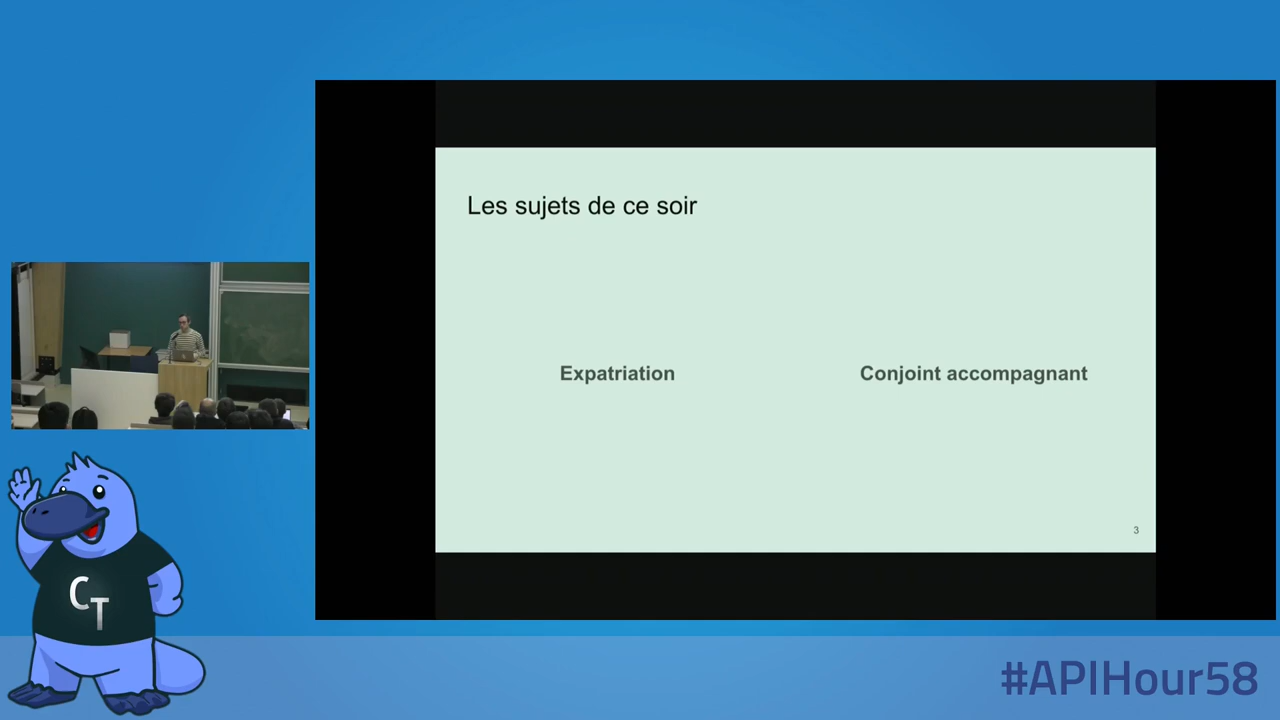 Les sujets de ce soir
Expatriation
Conjoint accompagnant
3
CT
#APIHour58